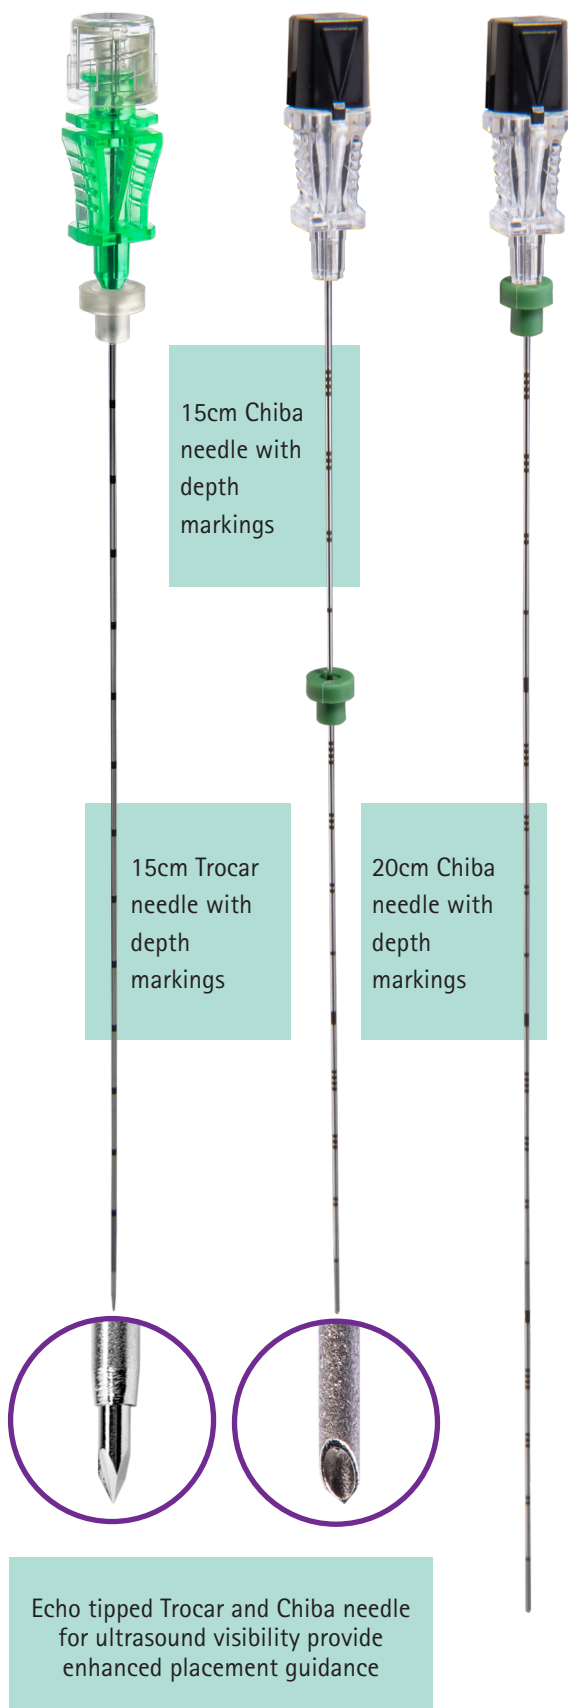 15cm Chiba
needle with
depth
markings
15cm Trocar
needle with
depth
markings
20cm Chiba
needle with
depth
markings
Echo tipped Trocar and Chiba needle
for ultrasound visibility provide
enhanced placement guidance